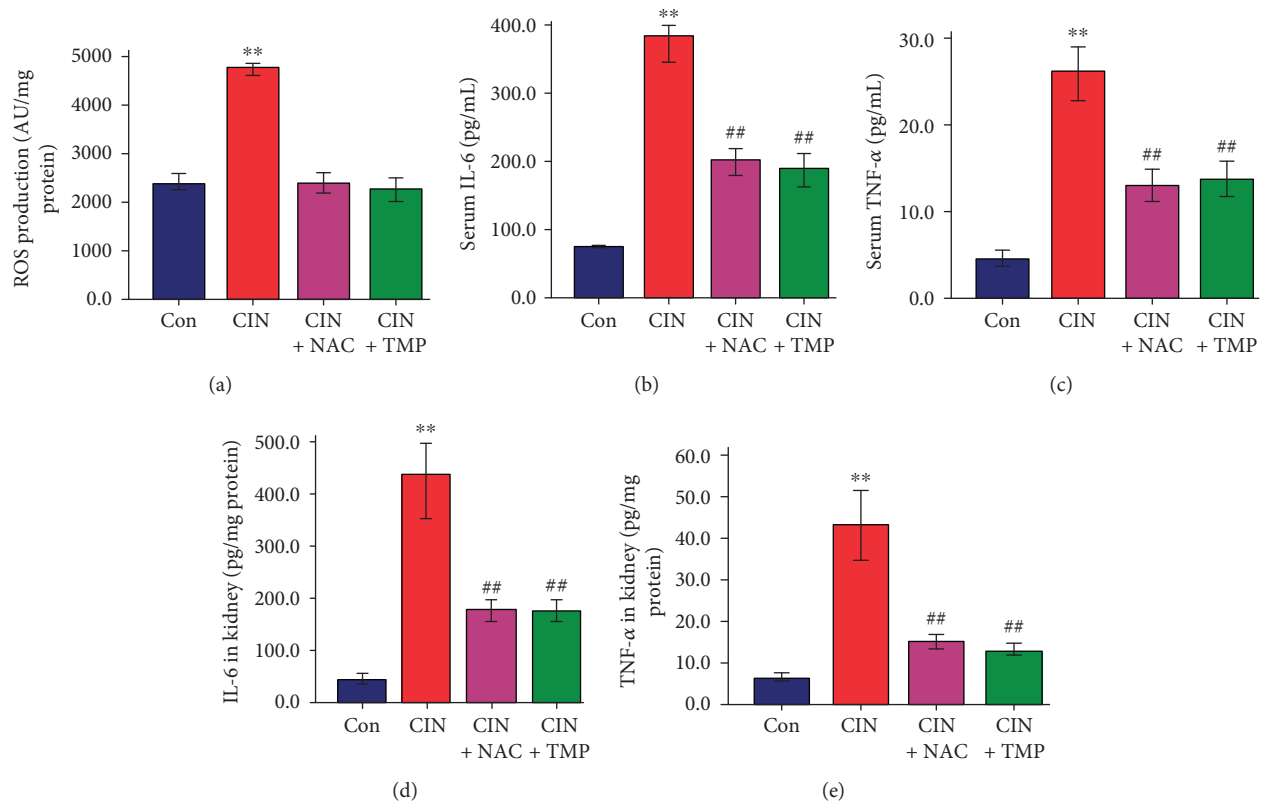 ROS production (AU/mg
protein)
5000
4000
3000
2000
1000
0.0
**
Con
CIN
CIN
+ NAC
CIN
+ TMP
(a)
Serum IL-6 (pg/mL)
400.0
300.0
200.0
100.0
0.0
**
##
##
Con
CIN
CIN
+ NAC
CIN
+ TMP
(b)
Serum TNF-α (pg/mL)
30.0
20.0
10.0
0.0
**
##
##
Con
CIN
CIN
+ NAC
CIN
+ TMP
(c)
IL-6 in kidney (pg/mg protein)
500.0
400.0
300.0
200.0
100.0
0.0
**
##
##
Con
CIN
CIN
+ NAC
CIN
+ TMP
(d)
TNF-α in kidney (pg/mg
protein)
60.0
50.0
40.0
30.0
20.0
10.0
0.0
**
##
##
Con
CIN
CIN
+ NAC
CIN
+ TMP
(e)